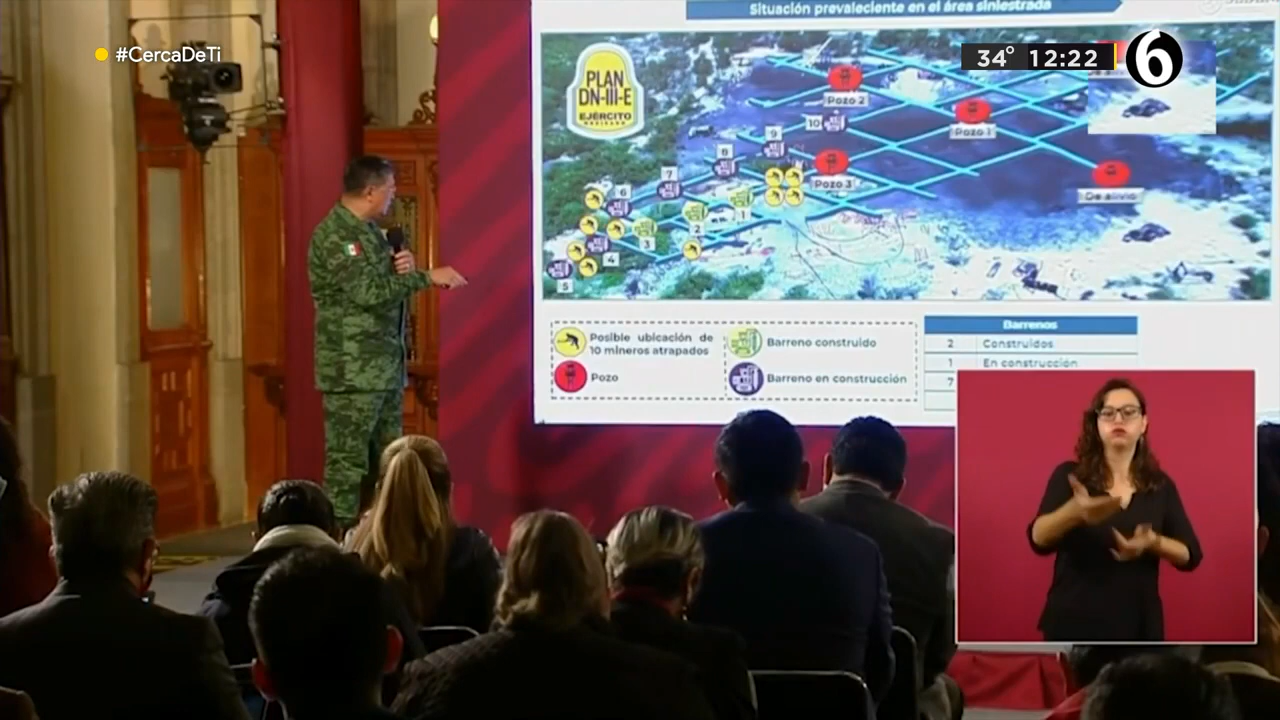 Situación prevaleciente en el área siniestrada
#CercaDeTi
34° 12:22
6
PLAN
DN-III-E
EJÉRCITO
Pozo 2
Pozo 1
10
9
Pozo 3
8
De alivio
7
6
1
2
3
4
5
Posible ubicación de
10 mineros atrapados
Pozo
Barreno construido
Barreno en construcción
Barrenos
2 Construidos
1 En construcción
7